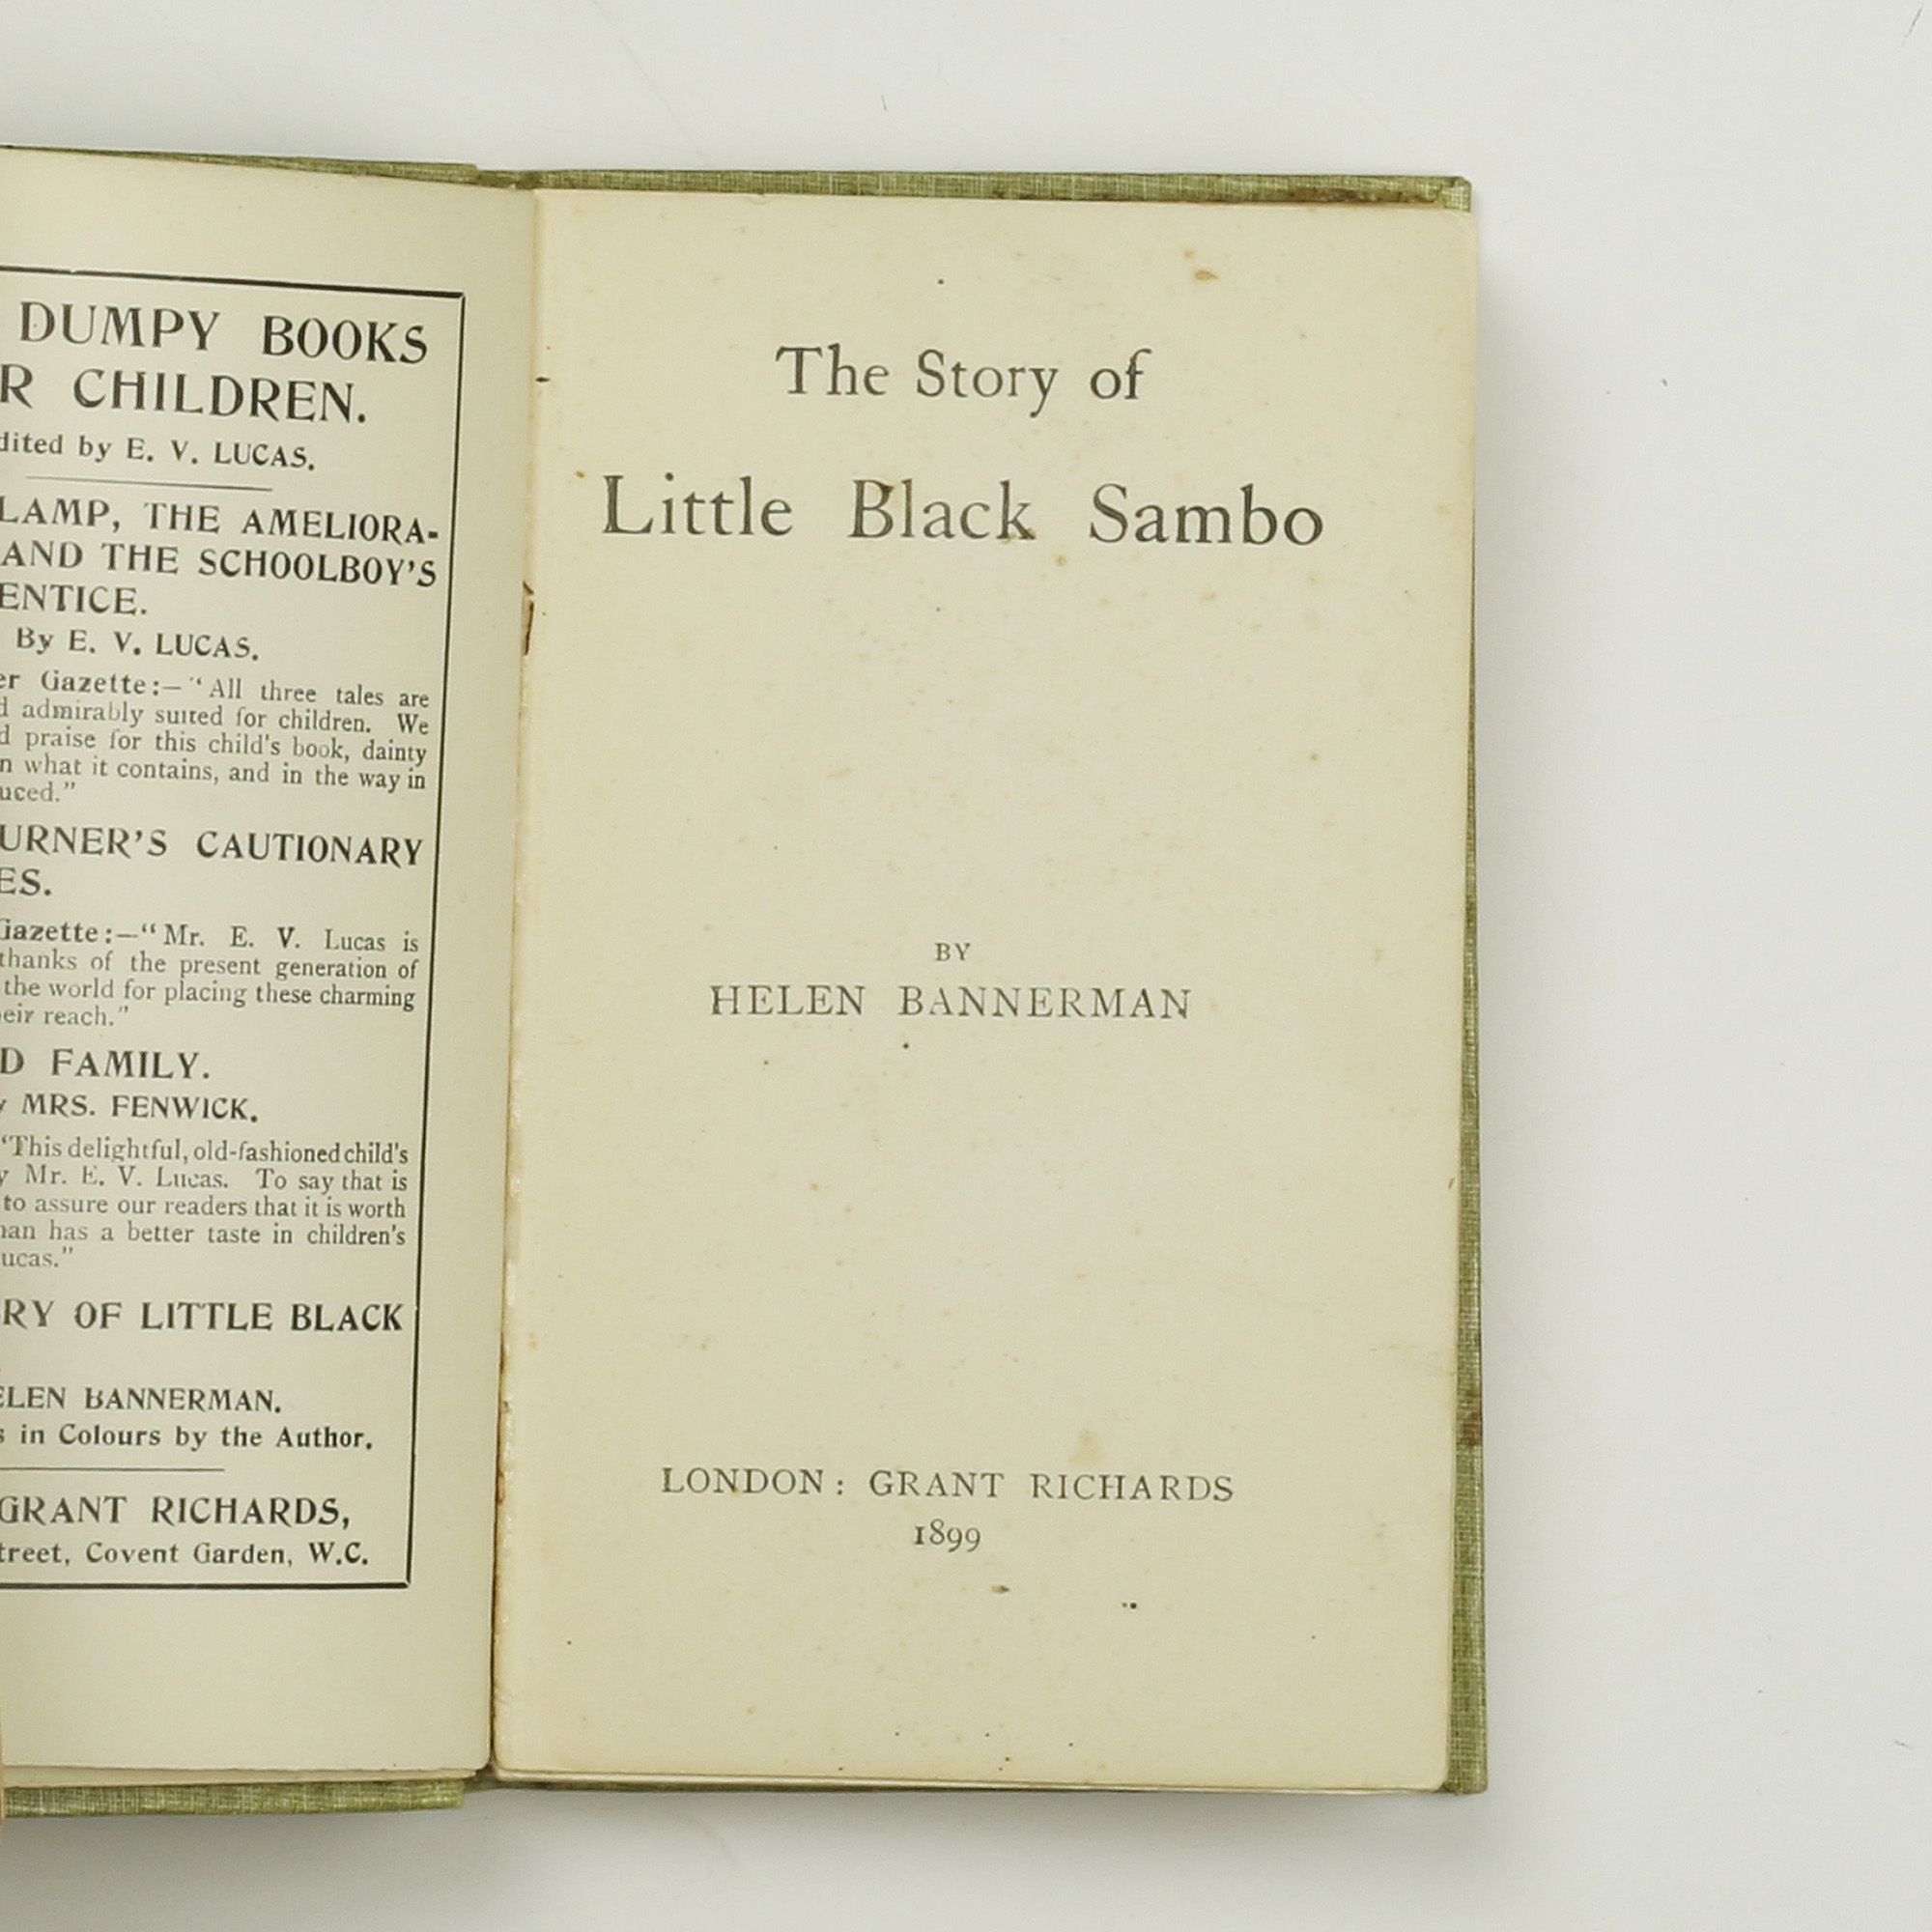 DUMPY BOOKS
R CHILDREN.
dited by E. V. LUCAS.
LAMP, THE AMELIORA-
AND THE SCHOOLBOY'S
ENTICE.
By E. V. LUCAS.
er Gazette:—"All three tales are
d admirably suited for children. We
d praise for this child's book, dainty
n what it contains, and in the way in
uced."
URNER'S CAUTIONARY
ES.
Gazette:—"Mr. E. V. Lucas is
thanks of the present generation of
the world for placing these charming
eir reach."
D FAMILY.
y MRS. FENWICK.
"This delightful, old-fashioned child's
y Mr. E. V. Lucas. To say that is
to assure our readers that it is worth
nan has a better taste in children's
ucas."
RY OF LITTLE BLACK
ELEN BANNERMAN.
s in Colours by the Author.
GRANT RICHARDS,
treet, Covent Garden, W.C.
The Story of
Little Black Sambo
BY
HELEN BANNERMAN
LONDON: GRANT RICHARDS
1899